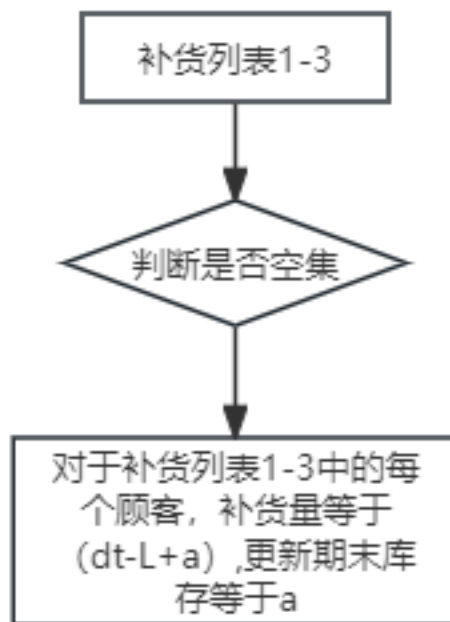 补货列表1-3
判断是否空集
对于补货列表1-3中的每
个顾客，补货量等于
（dt-L+a）,更新期末库
存等于a